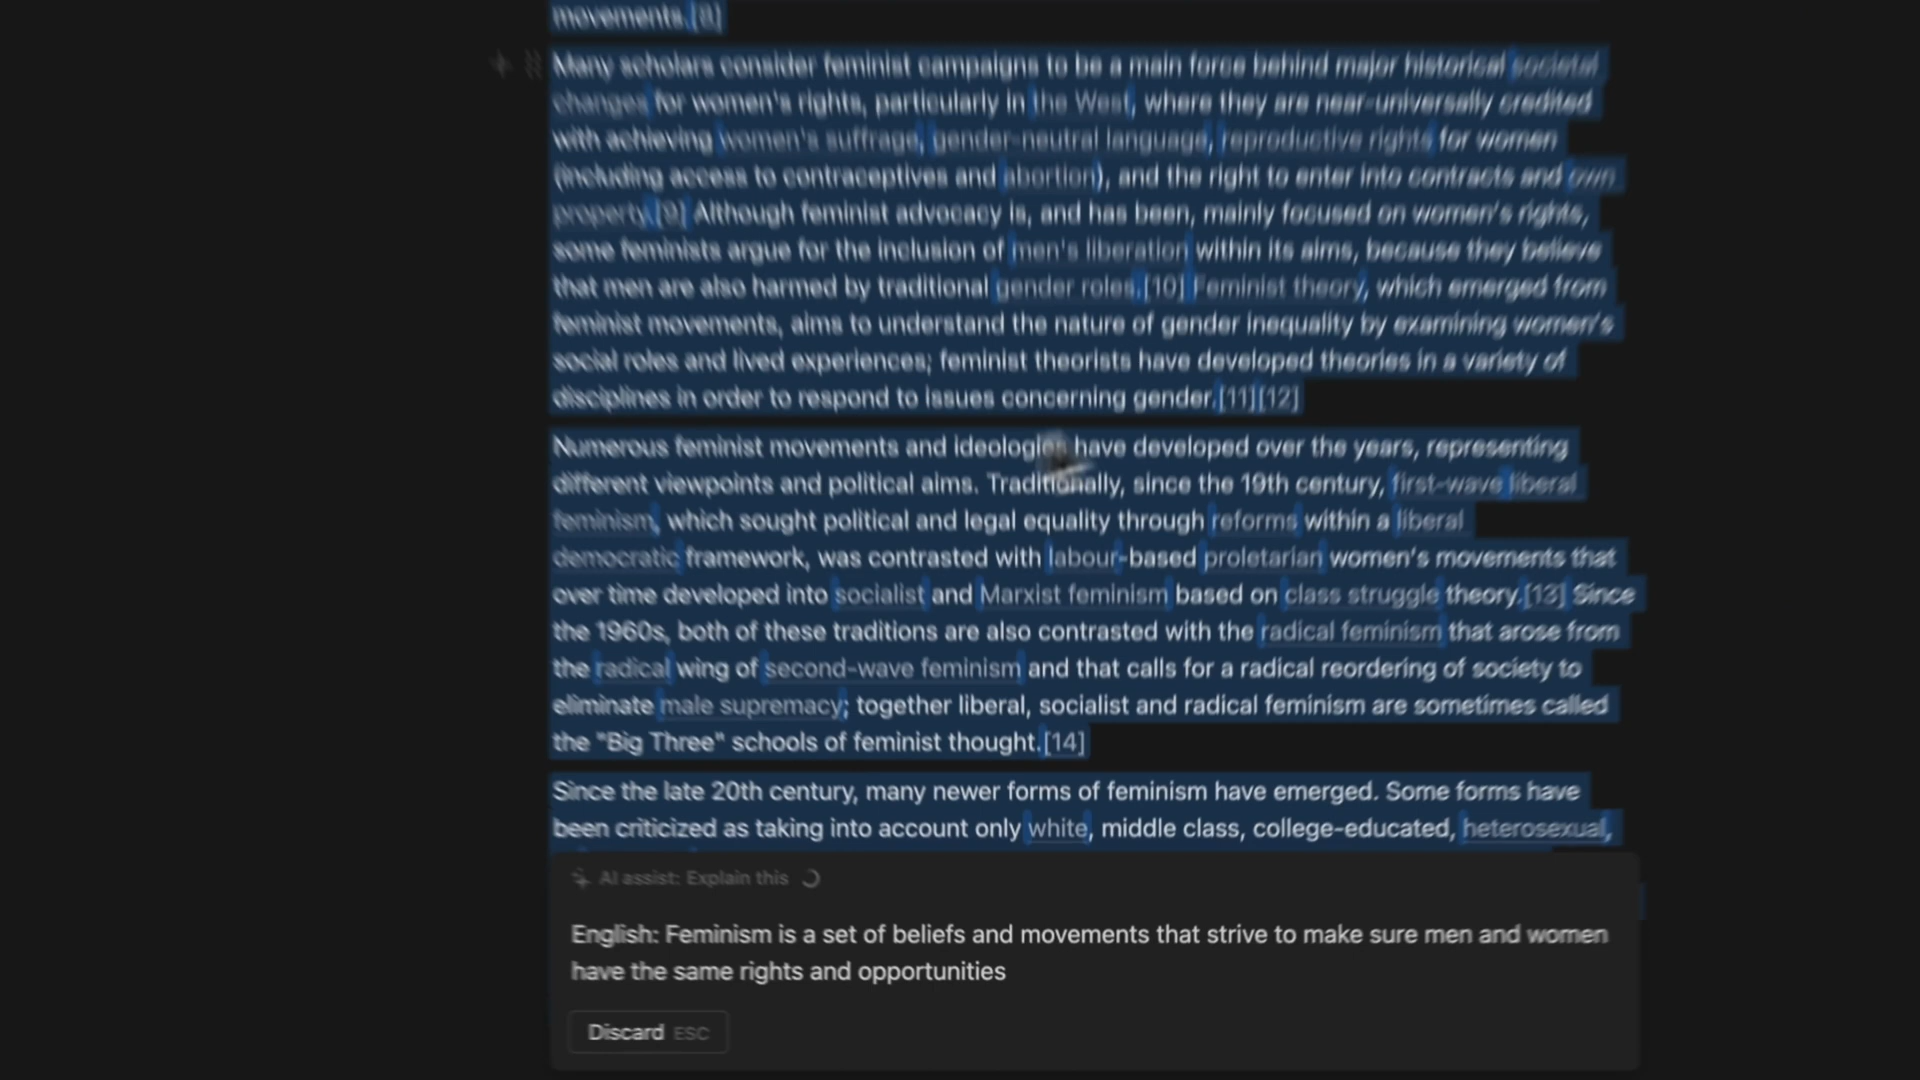 movements.[8]
Many scholars consider feminist campaigns to be a main force behind major historical societal
changes for women's rights, particularly in the West, where they are near-universally credited
with achieving women's suffrage, gender-neutral language, reproductive rights for women
(including access to contraceptives and abortion), and the right to enter into contracts and own
property.[9] Although feminist advocacy is, and has been, mainly focused on women's rights,
some feminists argue for the inclusion of men's liberation within its aims, because they believe
that men are also harmed by traditional gender roles.[10] Feminist theory, which emerged from
feminist movements, aims to understand the nature of gender inequality by examining women's
social roles and lived experiences; feminist theorists have developed theories in a variety of
disciplines in order to respond to issues concerning gender.[11][12]
Numerous feminist movements and ideologies have developed over the years, representing
different viewpoints and political aims. Traditionally, since the 19th century, first-wave liberal
feminism, which sought political and legal equality through reforms within a liberal
democratic framework, was contrasted with labour-based proletarian women's movements that
over time developed into socialist and Marxist feminism based on class struggle theory.[13] Since
the 1960s, both of these traditions are also contrasted with the radical feminism that arose from
the radical wing of second-wave feminism and that calls for a radical reordering of society to
eliminate male supremacy; together liberal, socialist and radical feminism are sometimes called
the "Big Three" schools of feminist thought.[14]
Since the late 20th century, many newer forms of feminism have emerged. Some forms have
been criticized as taking into account only white, middle class, college-educated, heterosexual,
AI assist: Explain this
English: Feminism is a set of beliefs and movements that strive to make sure men and women
have the same rights and opportunities
Discard ESC